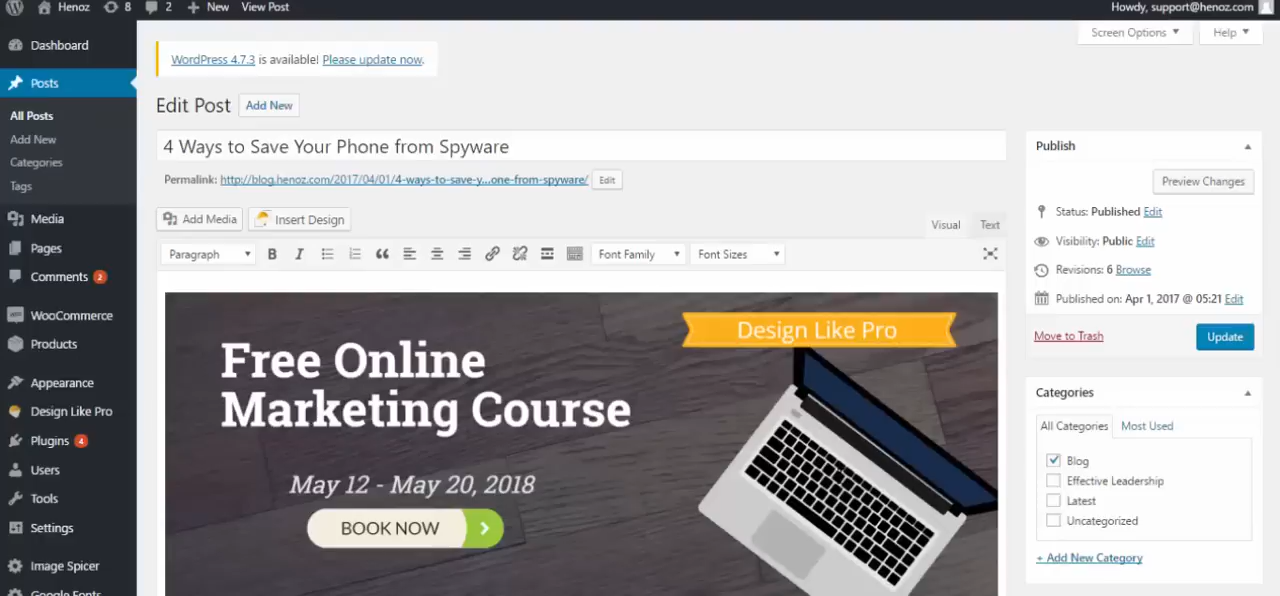 Henoz 8 2 New View Post Howdy, support@henoz.com
Screen Options Help
Dashboard
Posts
All Posts
Add New
Categories
Tags
Media
Pages
Comments 2
WooCommerce
Products
Appearance
Design Like Pro
Plugins 4
Users
Tools
Settings
Image Spicer
Google Fonts
WordPress 4.7.3 is available! Please update now.
Edit Post Add New
4 Ways to Save Your Phone from Spyware
Permalink: http://blog.henoz.com/2017/04/01/4-ways-to-save-y...one-from-spyware/ Edit
Add Media Insert Design
Visual Text
Paragraph B I Font Family Font Sizes
Design Like Pro
Free Online
Marketing Course
May 12 - May 20, 2018
BOOK NOW
Publish
Preview Changes
Status: Published Edit
Visibility: Public Edit
Revisions: 6 Browse
Published on: Apr 1, 2017 @ 05:21 Edit
Move to Trash Update
Categories
All Categories Most Used
Blog
Effective Leadership
Latest
Uncategorized
+ Add New Category